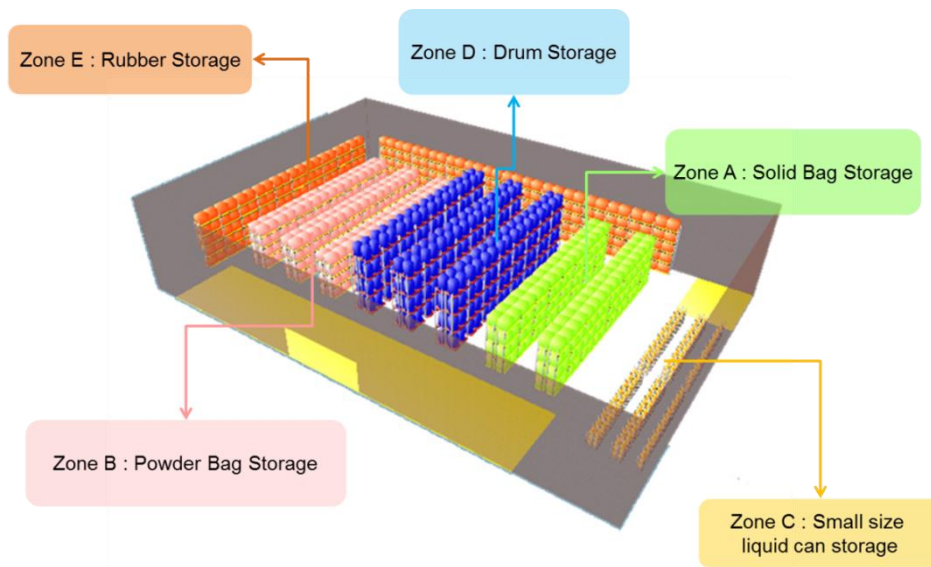 Zone D : Drum Storage
Zone E : Rubber Storage
Zone A : Solid Bag Storage
Zone B : Powder Bag Storage
Zone C : Small size
liquid can storage